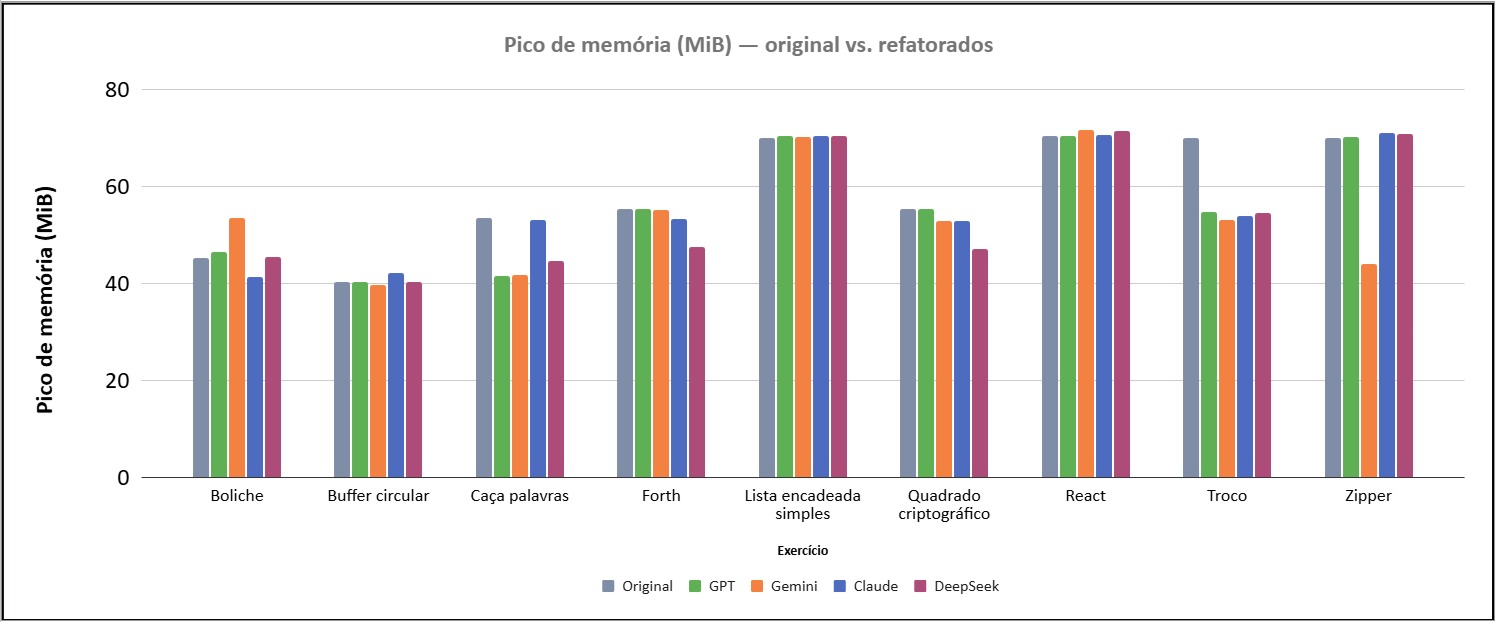 Pico de memória (MiB) — original vs. refatorados
Pico de memória (MiB)
80
60
40
20
0
Boliche
Buffer circular
Caça palavras
Forth
Lista encadeada
simples
Quadrado
criptográfico
React
Troco
Zipper
Exercício
Original
GPT
Gemini
Claude
DeepSeek